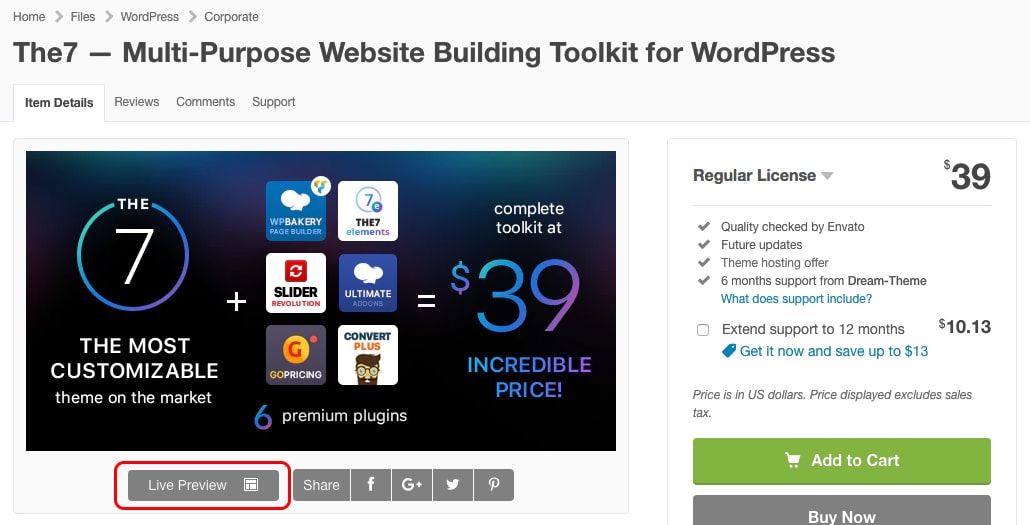 Home Files WordPress Corporate
The7 — Multi-Purpose Website Building Toolkit for WordPress
Item Details Reviews Comments Support
THE
7
THE MOST
CUSTOMIZABLE
theme on the market
+
WPBAKERY
PAGE BUILDER
7
e
THE7
elements
SLIDER
REVOLUTION
ULTIMATE
ADDONS
G
GOPRICING
CONVERT
PLUS
6 premium plugins
=
complete
toolkit at
$39
INCREDIBLE
PRICE!
Live Preview
Share f G+
Regular License $39
Quality checked by Envato
Future updates
Theme hosting offer
6 months support from Dream-Theme
What does support include?
Extend support to 12 months $10.13
Get it now and save up to $13
Price is in US dollars. Price displayed excludes sales
tax.
Add to Cart
Buy Now